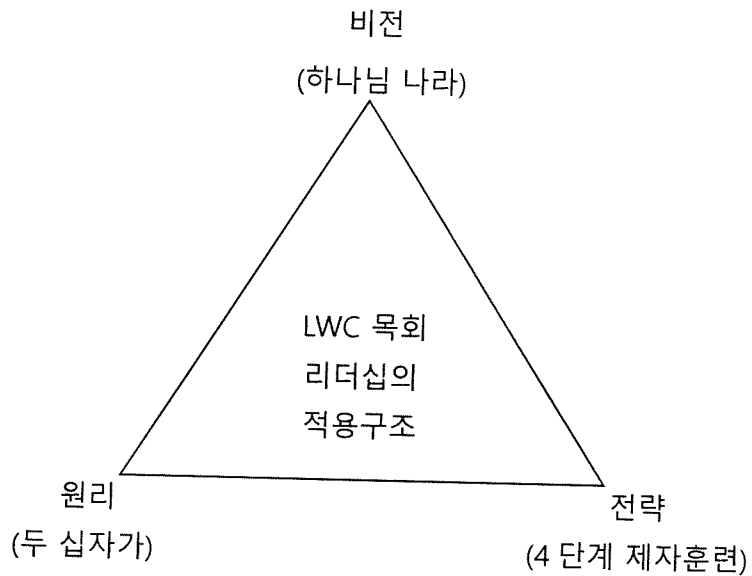 비전
(하나님 나라)
LWC 목회
리더십의
적용구조
원리
(두 십자가)
전략
(4 단계 제자훈련)